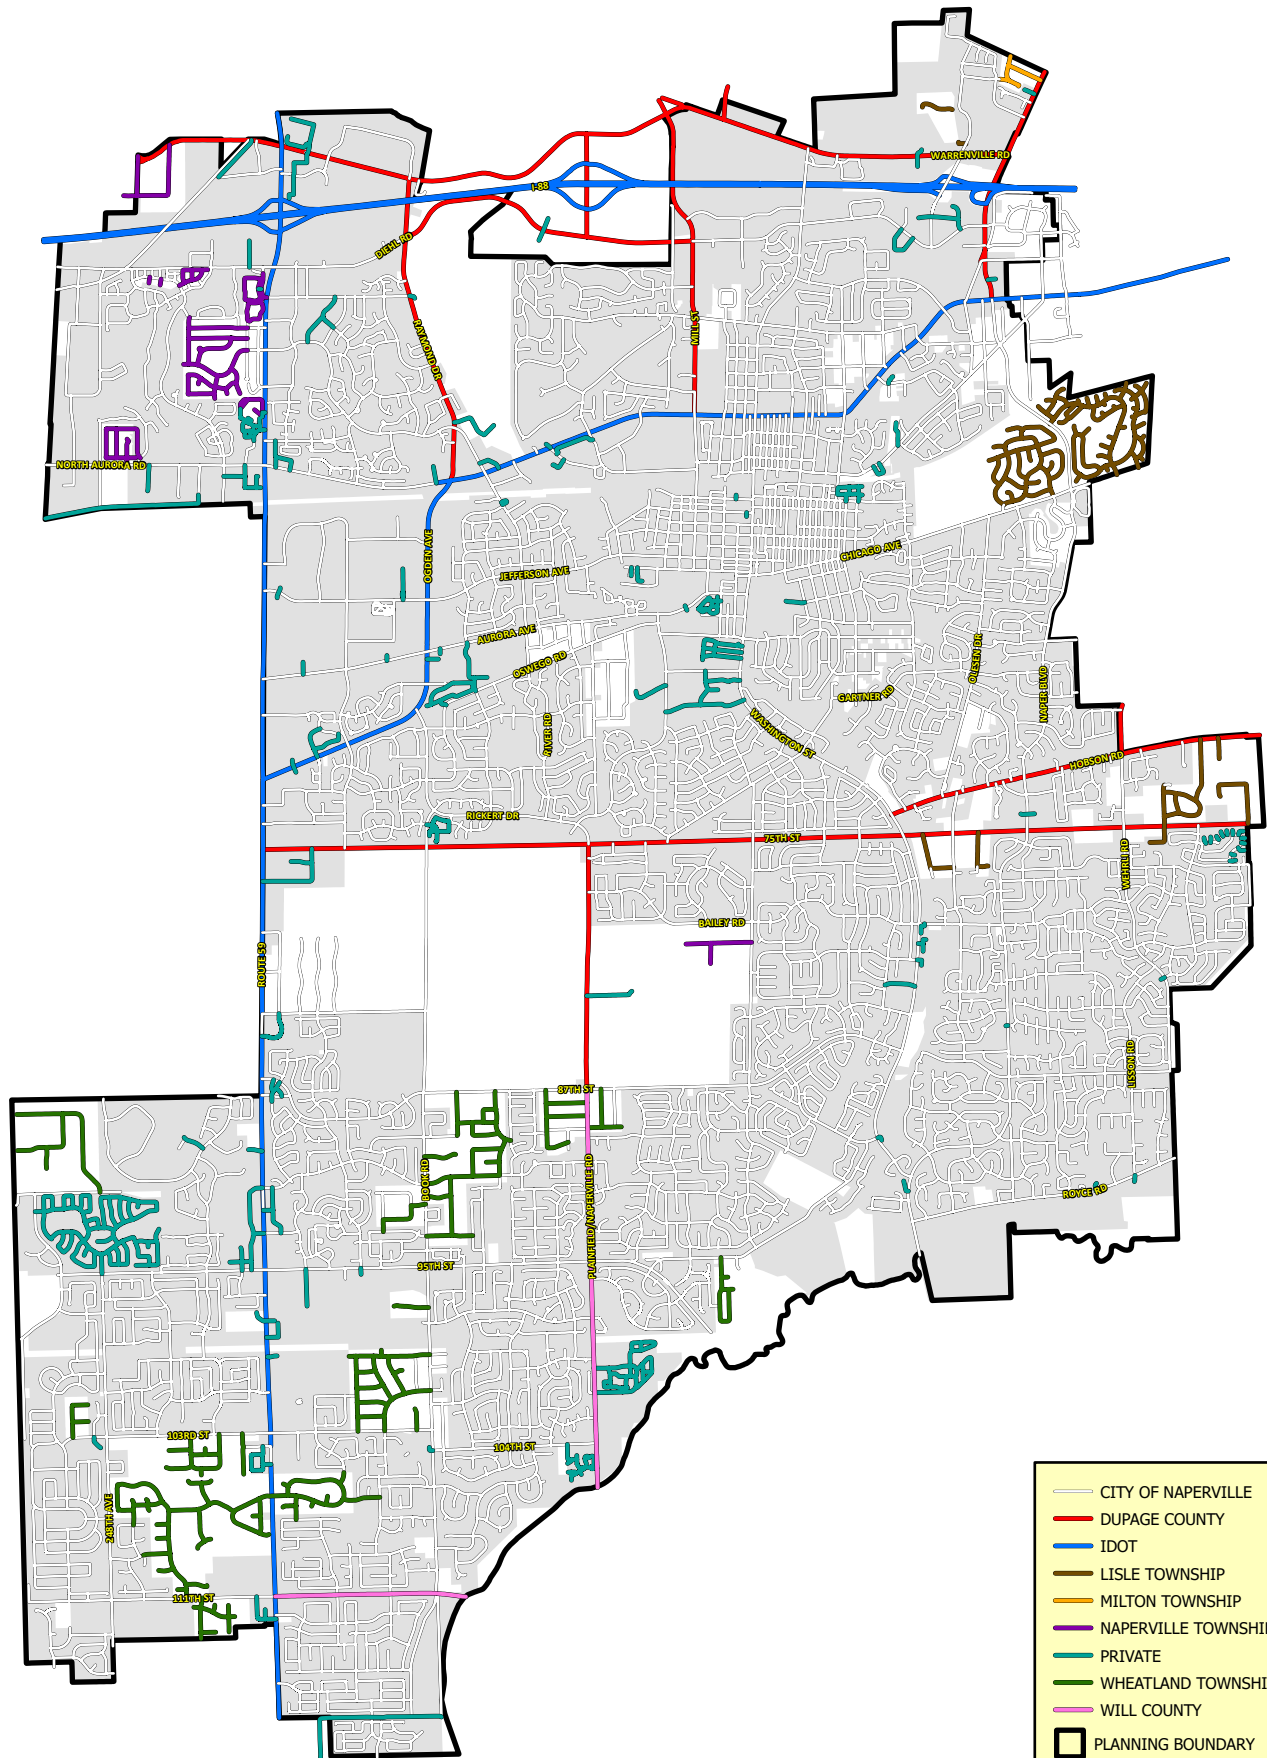 WARRENVILLE RD
I-88
DIEHL RD
MILL ST
RAYMOND DR
NORTH AURORA RD
OGDEN AVE
CHICAGO AVE
JEFFERSON AVE
AURORA AVE
OSWEGO RD
OLESEN DR
NAPER BLVD
GARTNER RD
RIVER RD
WASHINGTON ST
HOBSON RD
RICKERT DR
75TH ST
WEHRLI RD
BAILEY RD
ROUTE 59
87TH ST
BOOK RD
PLAINFIELD/NAPERVILLE RD
ROYCE RD
95TH ST
103RD ST
104TH ST
248TH AVE
111TH ST
CITY OF NAPERVILLE
DUPAGE COUNTY
IDOT
LISLE TOWNSHIP
MILTON TOWNSHIP
NAPERVILLE TOWNSHI
PRIVATE
WHEATLAND TOWNSHI
WILL COUNTY
PLANNING BOUNDARY